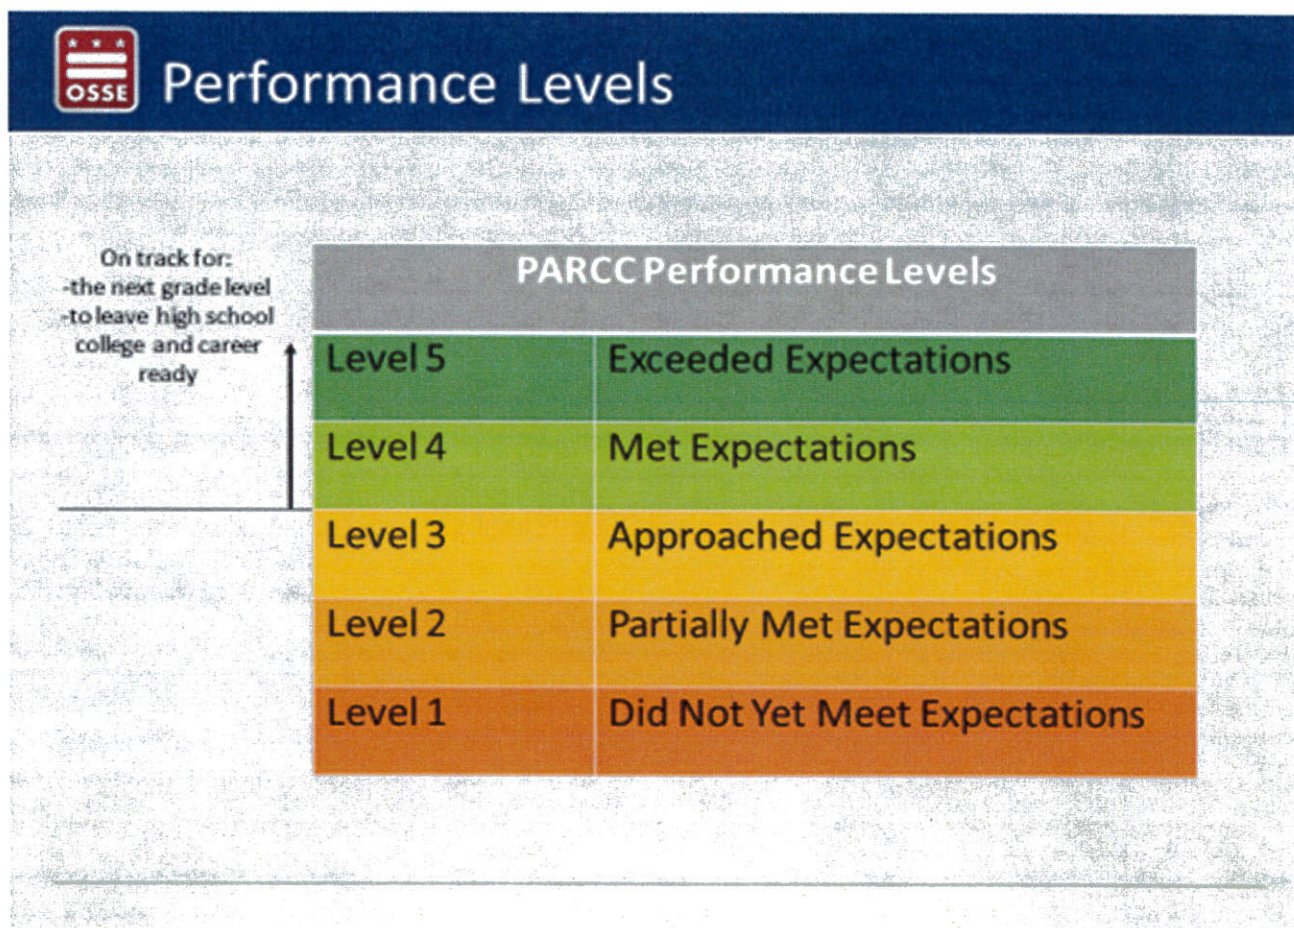 OSSE
Performance Levels
On track for:
-the next grade level
-to leave high school
college and career
ready
PARCC Performance Levels
Level 5 Exceeded Expectations
Level 4 Met Expectations
Level 3 Approached Expectations
Level 2 Partially Met Expectations
Level 1 Did Not Yet Meet Expectations